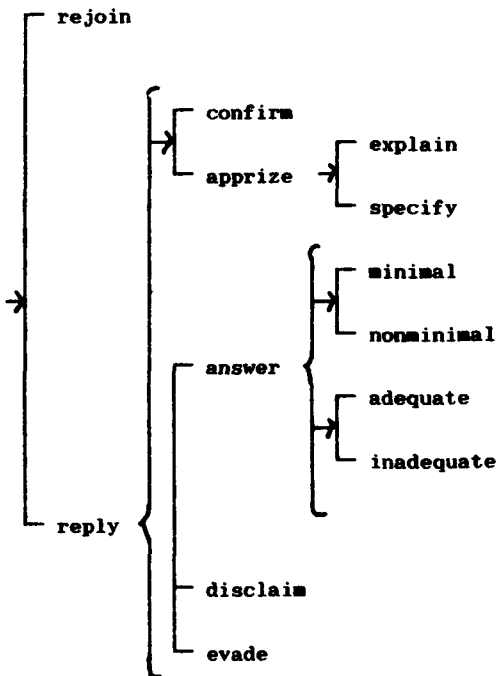 rejoin
confirm
explain
apprize
specify
minimal
nonminimal
answer
adequate
inadequate
reply
disclaim
evade